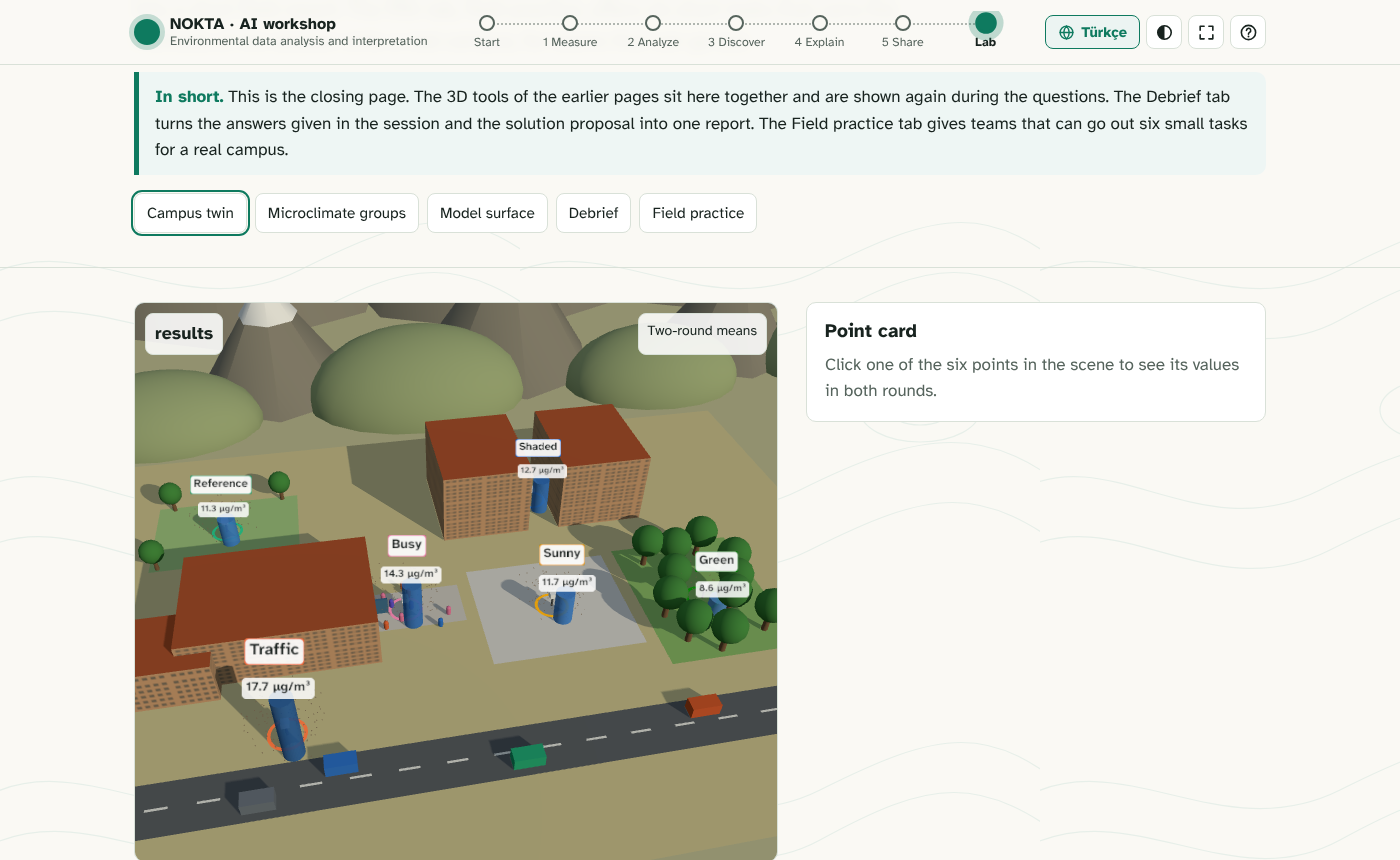 NOKTA · AI workshop
Environmental data analysis and interpretation
Start
1 Measure
2 Analyze
3 Discover
4 Explain
5 Share
Lab
Türkçe
In short. This is the closing page. The 3D tools of the earlier pages sit here together and are shown again during the questions. The Debrief tab
turns the answers given in the session and the solution proposal into one report. The Field practice tab gives teams that can go out six small tasks
for a real campus.
Campus twin
Microclimate groups
Model surface
Debrief
Field practice
results
Two-round means
Shaded
12.7 µg/m³
Reference
11.3 µg/m³
Busy
14.3 µg/m³
Sunny
11.7 µg/m³
Green
8.6 µg/m³
Traffic
17.7 µg/m³
Point card
Click one of the six points in the scene to see its values
in both rounds.